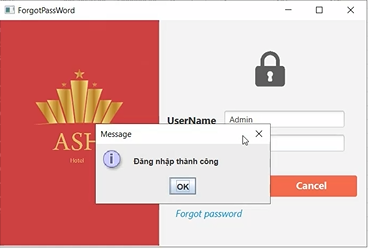 ForgotPassWord
UserName
Admin
ASH
Hotel
Message
Đăng nhập thành công
OK
Cancel
Forgot password